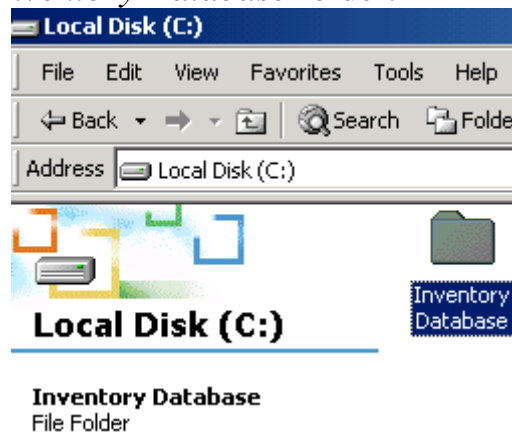 Local Disk (C:)
File Edit View Favorites Tools Help
Back Search Folde
Address Local Disk (C:)
Inventory
Database
Local Disk (C:)
Inventory Database
File Folder